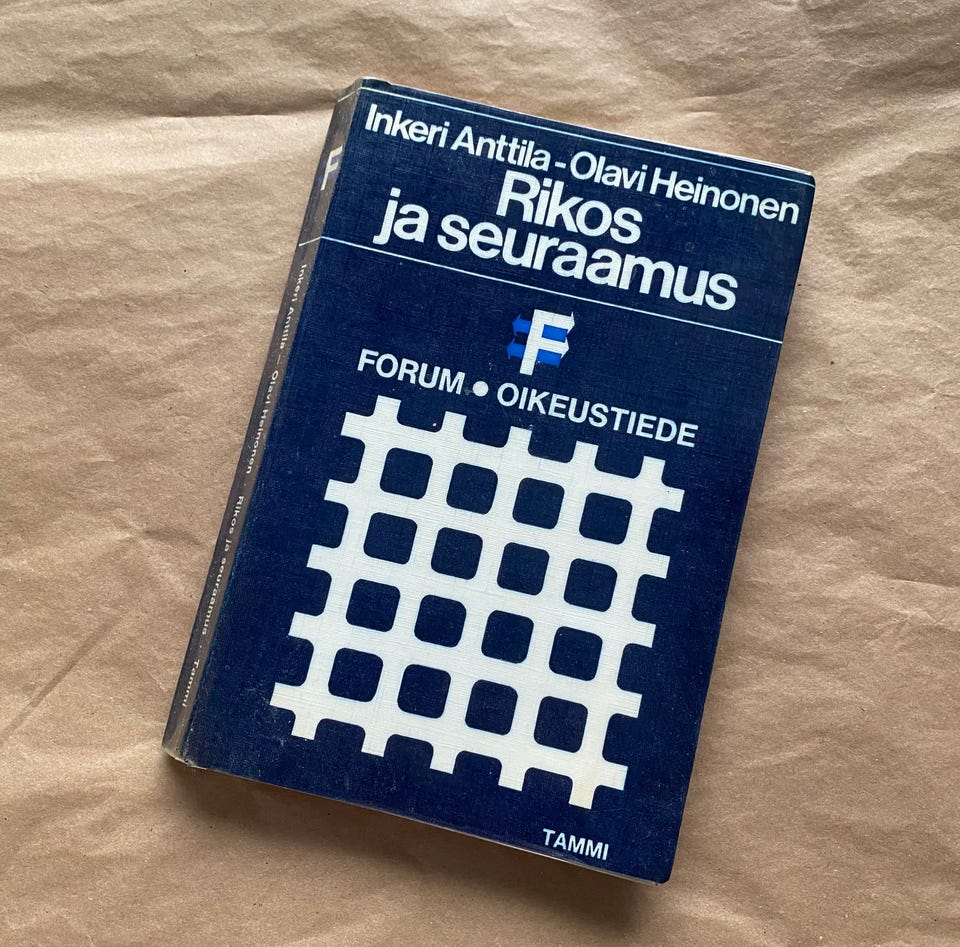 Inkeri Anttila - Olavi Heinonen
Rikos
ja seuraamus
F
FORUM • OIKEUSTIEDE
TAMMI
F
Inkeri Anttila - Olavi Heinonen · Rikos ja seuraamus · Tammi